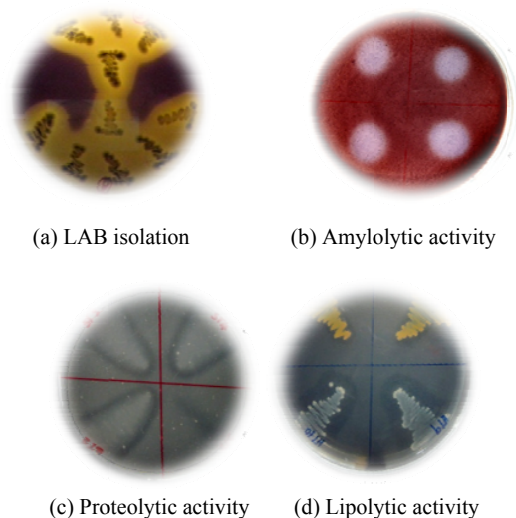 (a) LAB isolation
(b) Amylolytic activity
(c) Proteolytic activity
(d) Lipolytic activity